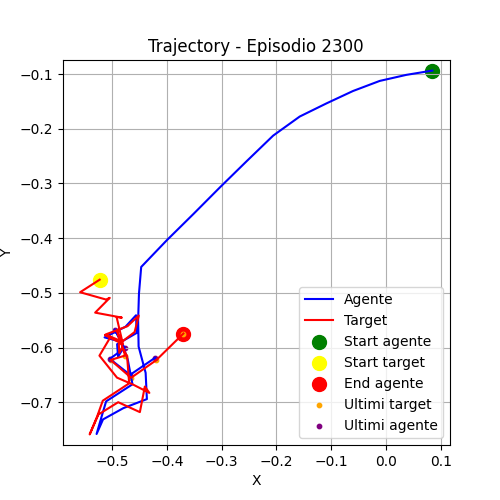 Trajectory - Episodio 2300
−0.1
−0.2
−0.3
−0.4
−0.5
−0.6
−0.7
Y
Agente
Target
Start agente
Start target
End agente
Ultimi target
Ultimi agente
−0.5
−0.4
−0.3
−0.2
−0.1
0.0
0.1
X